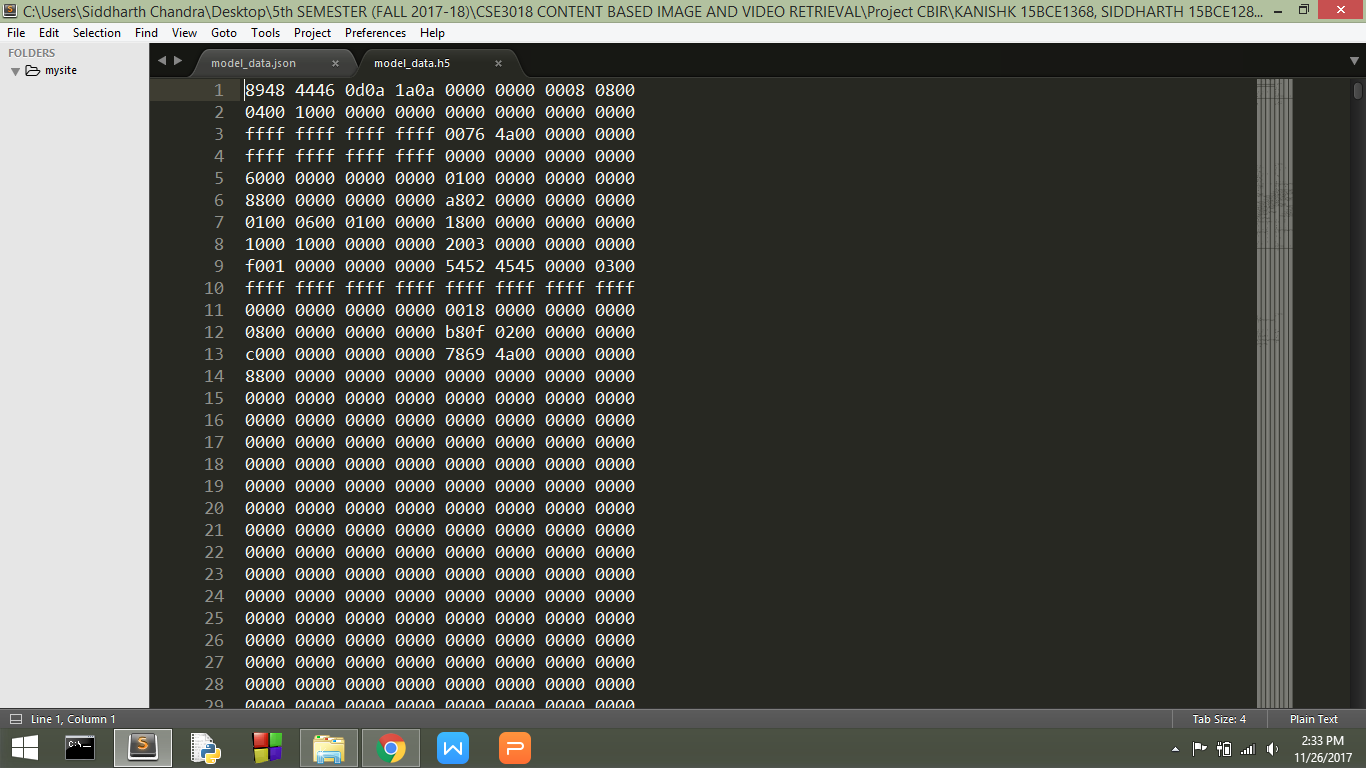 C:\Users\Siddharth Chandra\Desktop\5th SEMESTER (FALL 2017-18)\CSE3018 CONTENT BASED IMAGE AND VIDEO RETRIEVAL\Project CBIR\KANISHK 15BCE1368, SIDDHARTH 15BCE128...
File Edit Selection Find View Goto Tools Project Preferences Help
FOLDERS
mysite
model_data.json × model_data.h5 ×
1 8948 4446 0d0a 1a0a 0000 0000 0008 0800
2 0400 1000 0000 0000 0000 0000 0000 0000
3 ffff ffff ffff ffff 0076 4a00 0000 0000
4 ffff ffff ffff ffff 0000 0000 0000 0000
5 6000 0000 0000 0000 0100 0000 0000 0000
6 8800 0000 0000 0000 a802 0000 0000 0000
7 0100 0600 0100 0000 1800 0000 0000 0000
8 1000 1000 0000 0000 2003 0000 0000 0000
9 f001 0000 0000 0000 5452 4545 0000 0300
10 ffff ffff ffff ffff ffff ffff ffff ffff
11 0000 0000 0000 0000 0018 0000 0000 0000
12 0800 0000 0000 0000 b80f 0200 0000 0000
13 c000 0000 0000 0000 7869 4a00 0000 0000
14 8800 0000 0000 0000 0000 0000 0000 0000
15 0000 0000 0000 0000 0000 0000 0000 0000
16 0000 0000 0000 0000 0000 0000 0000 0000
17 0000 0000 0000 0000 0000 0000 0000 0000
18 0000 0000 0000 0000 0000 0000 0000 0000
19 0000 0000 0000 0000 0000 0000 0000 0000
20 0000 0000 0000 0000 0000 0000 0000 0000
21 0000 0000 0000 0000 0000 0000 0000 0000
22 0000 0000 0000 0000 0000 0000 0000 0000
23 0000 0000 0000 0000 0000 0000 0000 0000
24 0000 0000 0000 0000 0000 0000 0000 0000
25 0000 0000 0000 0000 0000 0000 0000 0000
26 0000 0000 0000 0000 0000 0000 0000 0000
27 0000 0000 0000 0000 0000 0000 0000 0000
28 0000 0000 0000 0000 0000 0000 0000 0000
29 0000 0000 0000 0000 0000 0000 0000 0000
Line 1, Column 1 Tab Size: 4 Plain Text
2:33 PM
11/26/2017